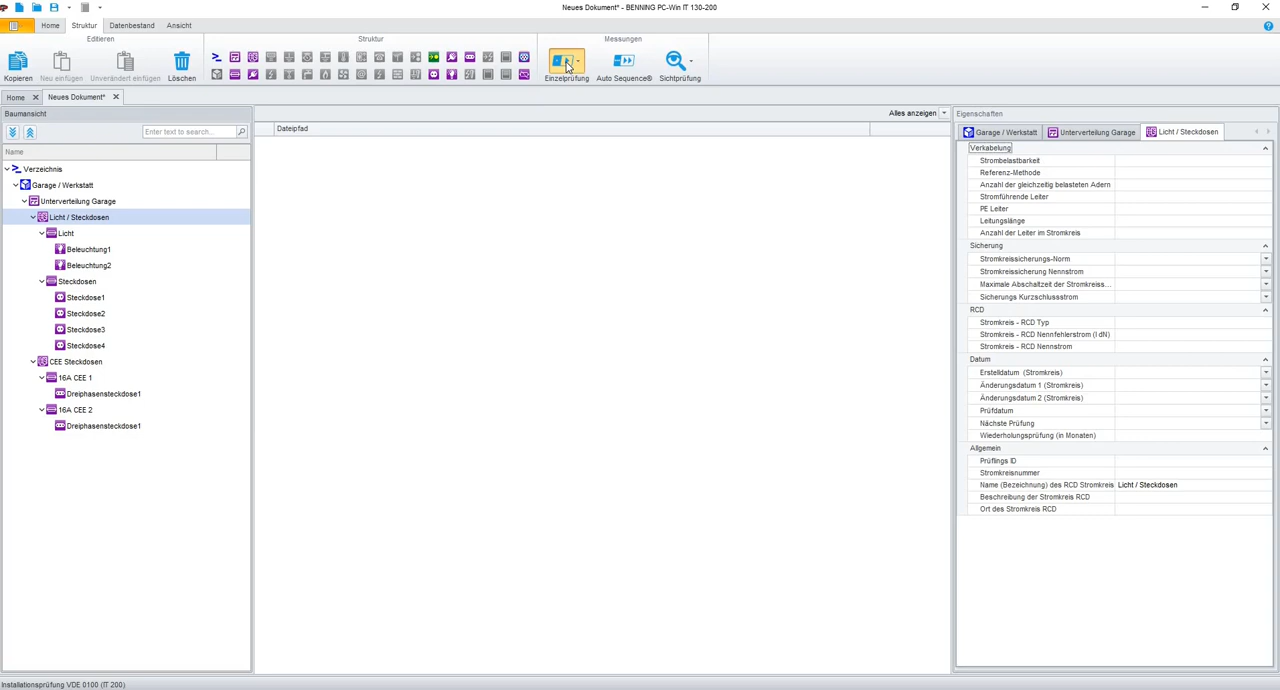 Neues Dokument* - BENNING PC-Win IT 130-200
Home
Struktur
Datenbestand
Ansicht
Editieren
Struktur
Messungen
Kopieren
Neu einfügen
Unverändert einfügen
Löschen
Einzelprüfung
Auto Sequence®
Sichtprüfung
Home
Neues Dokument*
Baumansicht
Enter text to search...
Name
Verzeichnis
Garage / Werkstatt
Unterverteilung Garage
Licht / Steckdosen
Licht
Beleuchtung1
Beleuchtung2
Steckdosen
Steckdose1
Steckdose2
Steckdose3
Steckdose4
CEE Steckdosen
16A CEE 1
Dreiphasensteckdose1
16A CEE 2
Dreiphasensteckdose1
Alles anzeigen
Dateipfad
Eigenschaften
Garage / Werkstatt
Unterverteilung Garage
Licht / Steckdosen
Verkabelung
Strombelastbarkeit
Referenz-Methode
Anzahl der gleichzeitig belasteten Adern
Stromführende Leiter
PE Leiter
Leitungslänge
Anzahl der Leiter im Stromkreis
Sicherung
Stromkreissicherungs-Norm
Stromkreissicherung Nennstrom
Maximale Abschaltzeit der Stromkreiss...
Sicherungs Kurzschlussstrom
RCD
Stromkreis - RCD Typ
Stromkreis - RCD Nennfehlerstrom (I dN)
Stromkreis - RCD Nennstrom
Datum
Erstelldatum (Stromkreis)
Änderungsdatum 1 (Stromkreis)
Änderungsdatum 2 (Stromkreis)
Prüfdatum
Nächste Prüfung
Wiederholungsprüfung (in Monaten)
Allgemein
Prüflings ID
Stromkreisnummer
Name (Bezeichnung) des RCD Stromkreis Licht / Steckdosen
Beschreibung der Stromkreis RCD
Ort des Stromkreis RCD
Installationsprüfung VDE 0100 (IT 200)